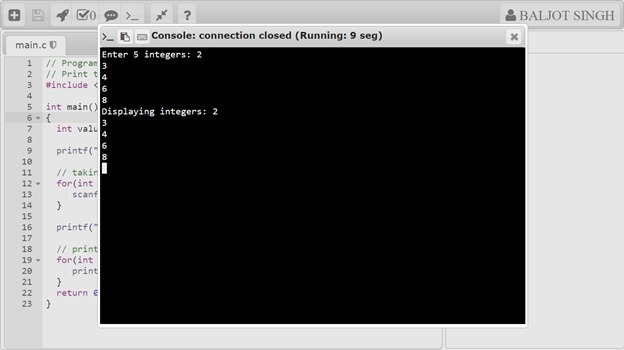 BALJOT SINGH
Console: connection closed (Running: 9 seg)
main.c
Enter 5 integers: 2
3
4
6
8
Displaying integers: 2
3
4
6
8
1 // Program
2 // Print t
3 #include <
4
5 int main()
6 {
7 int valu
8
9 printf("
10
11 // takin
12 for(int
13 scanf
14 }
15
16 printf("
17
18 // print
19 for(int
20 print
21 }
22 return 0
23 }